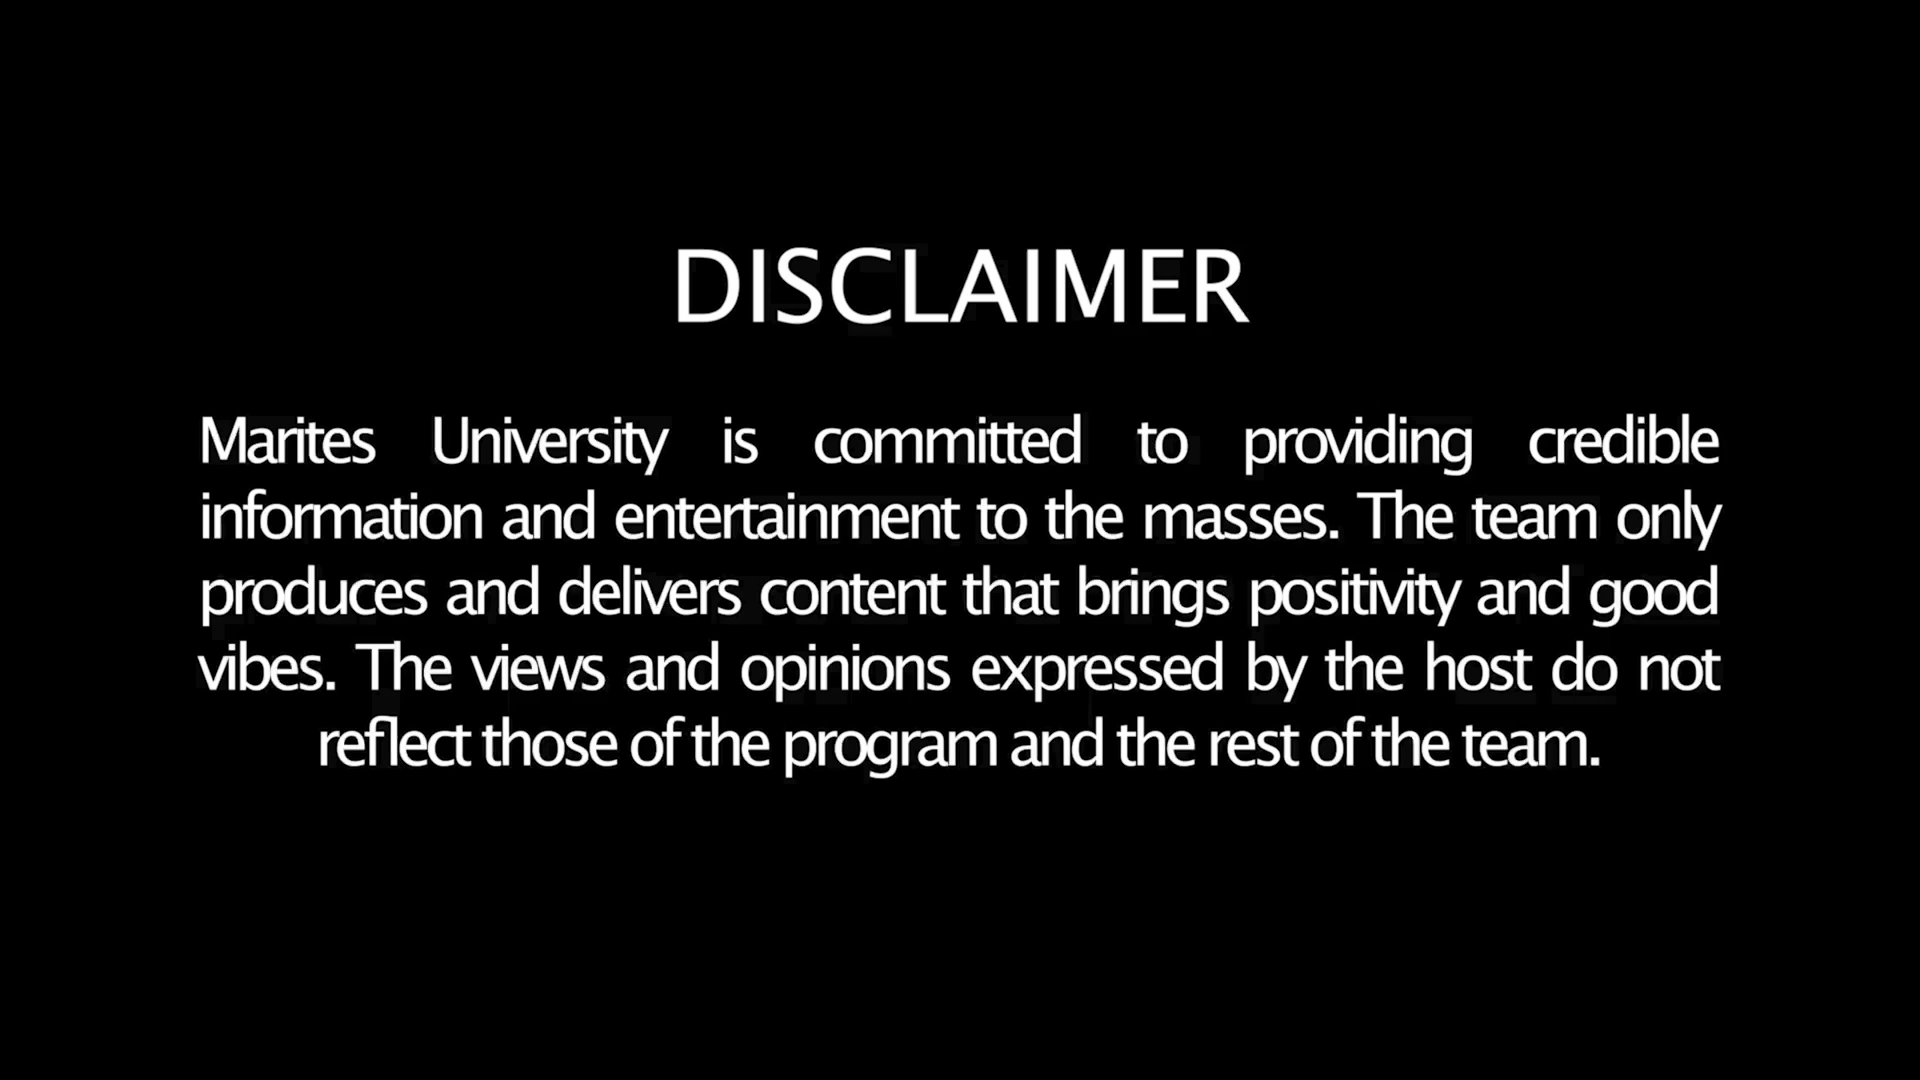 DISCLAIMER
Marites University is committed to providing credible
information and entertainment to the masses. The team only
produces and delivers content that brings positivity and good
vibes. The views and opinions expressed by the host do not
reflect those of the program and the rest of the team.